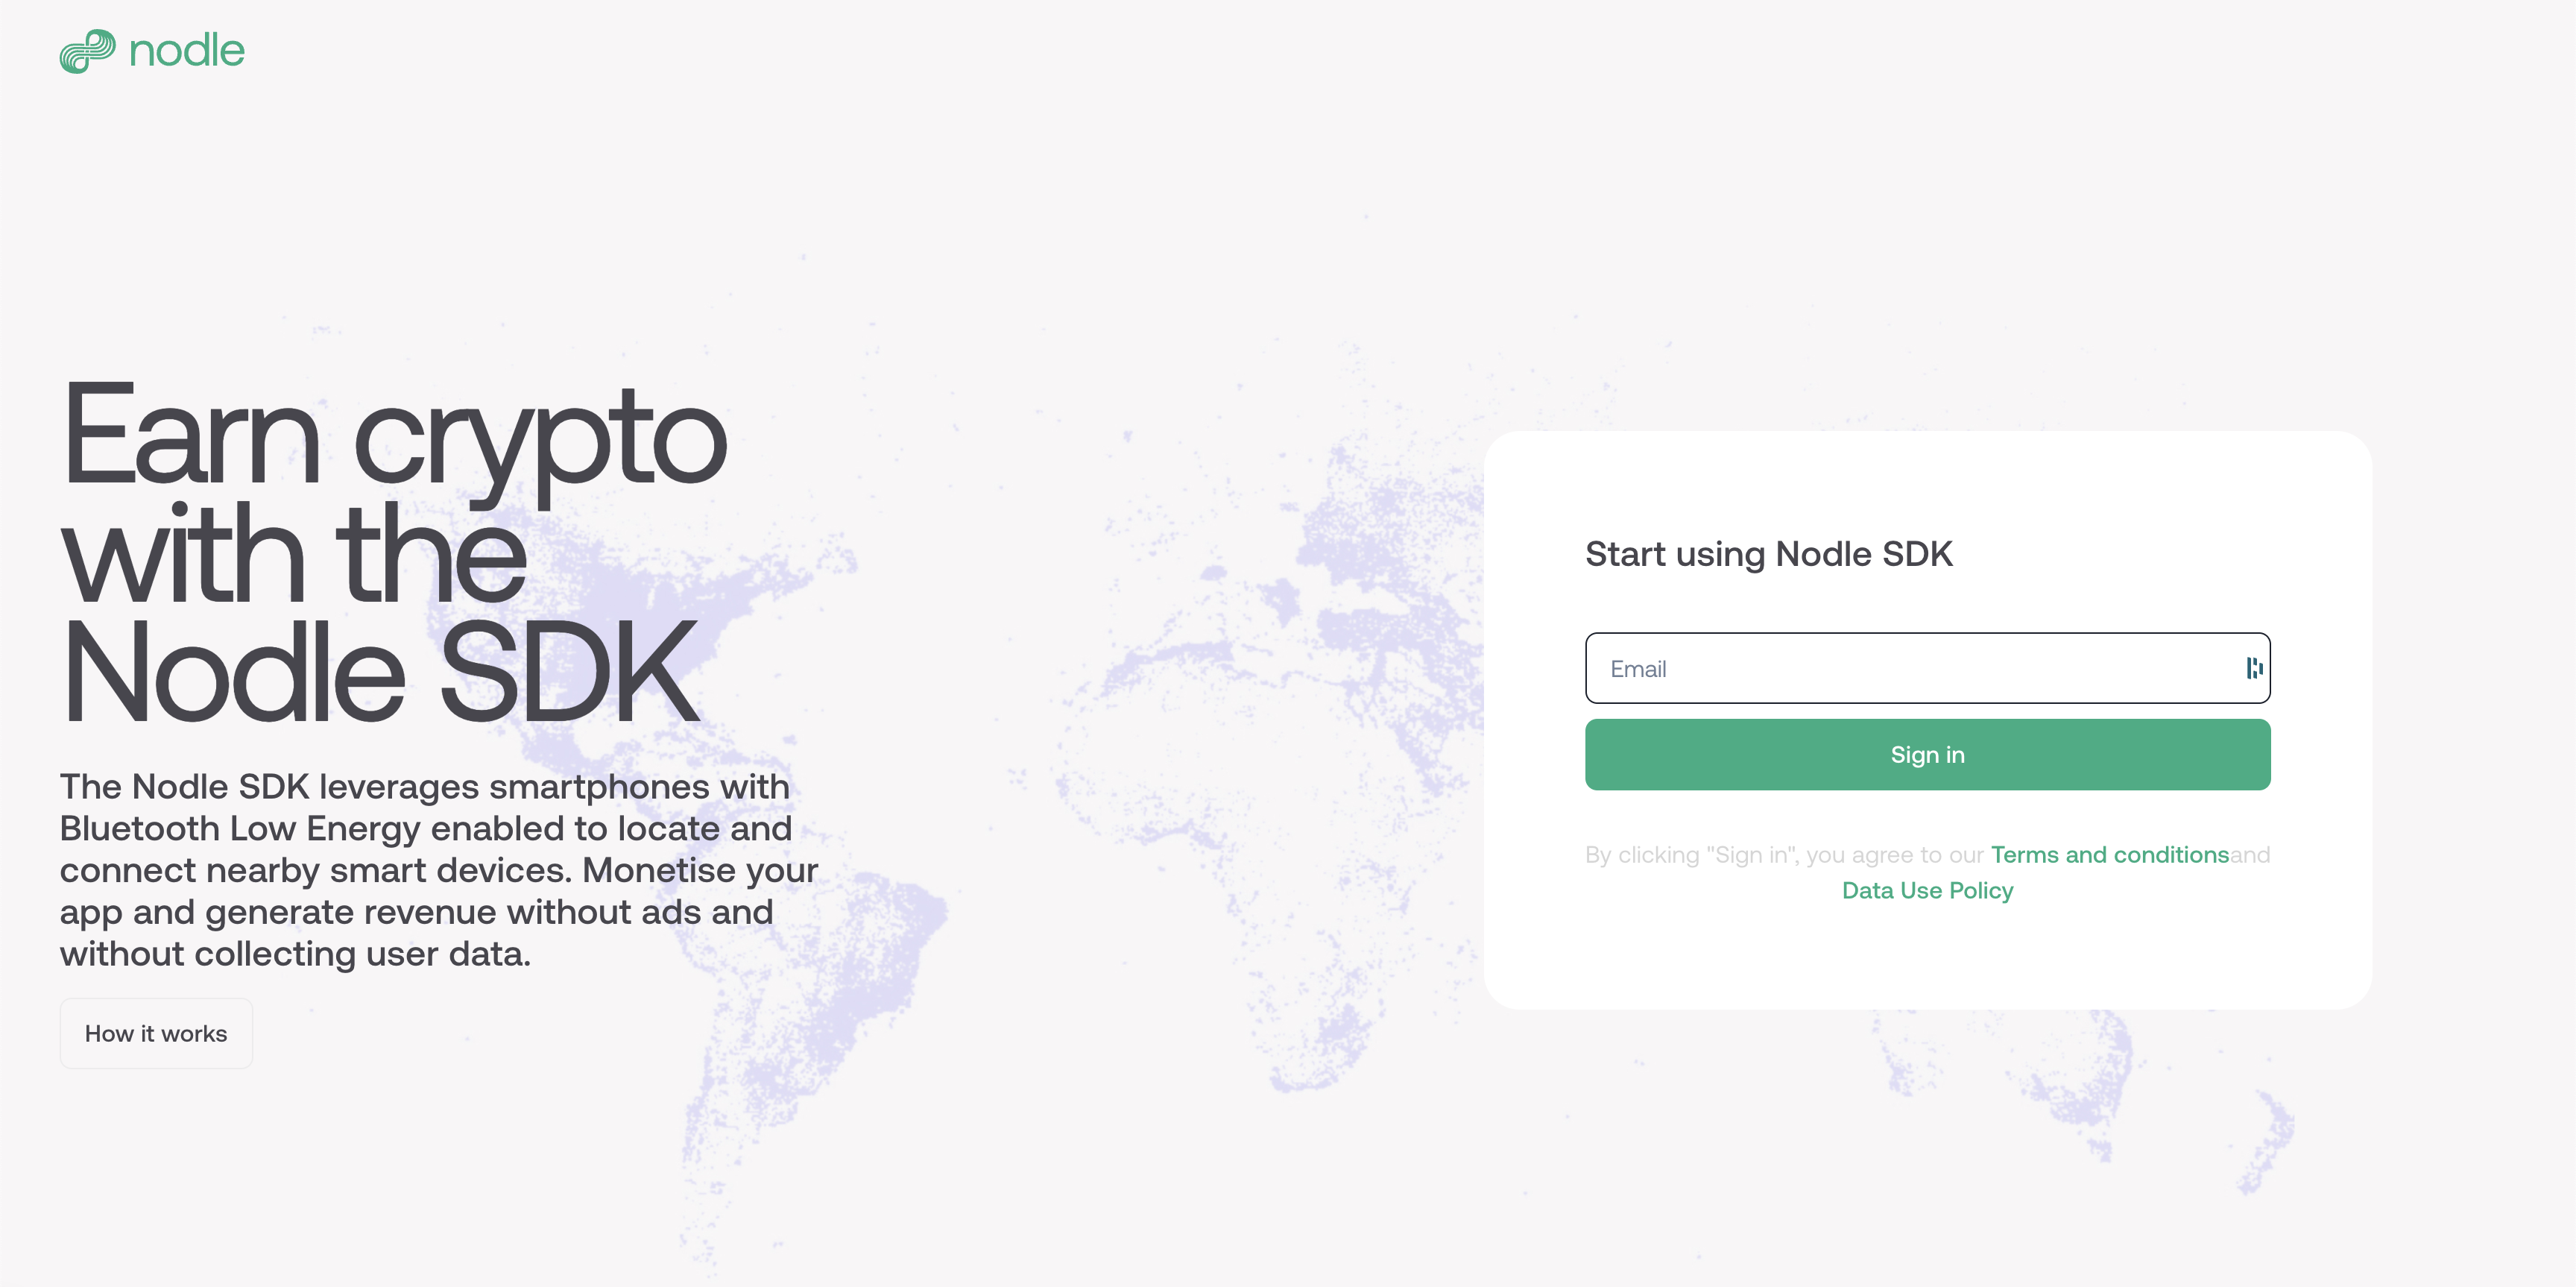 nodle
Earn crypto
with the
Nodle SDK
The Nodle SDK leverages smartphones with
Bluetooth Low Energy enabled to locate and
connect nearby smart devices. Monetise your
app and generate revenue without ads and
without collecting user data.
How it works
Start using Nodle SDK
Email
Sign in
By clicking "Sign in", you agree to our Terms and conditionsand
Data Use Policy